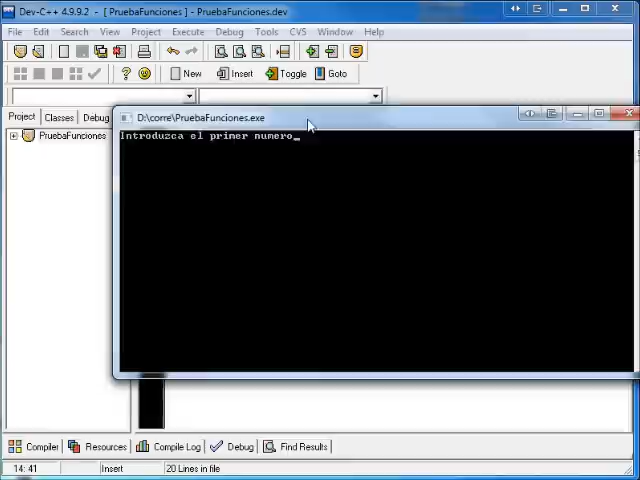 Dev-C++ 4.9.9.2 - [ PruebaFunciones ] - PruebaFunciones.dev
File Edit Search View Project Execute Debug Tools CVS Window Help
New Insert Toggle Goto
Project Classes Debug
D:\corre\PruebaFunciones.exe
PruebaFunciones
Introduzca el primer numero_
Compiler Resources Compile Log Debug Find Results
14: 41 Insert 20 Lines in file